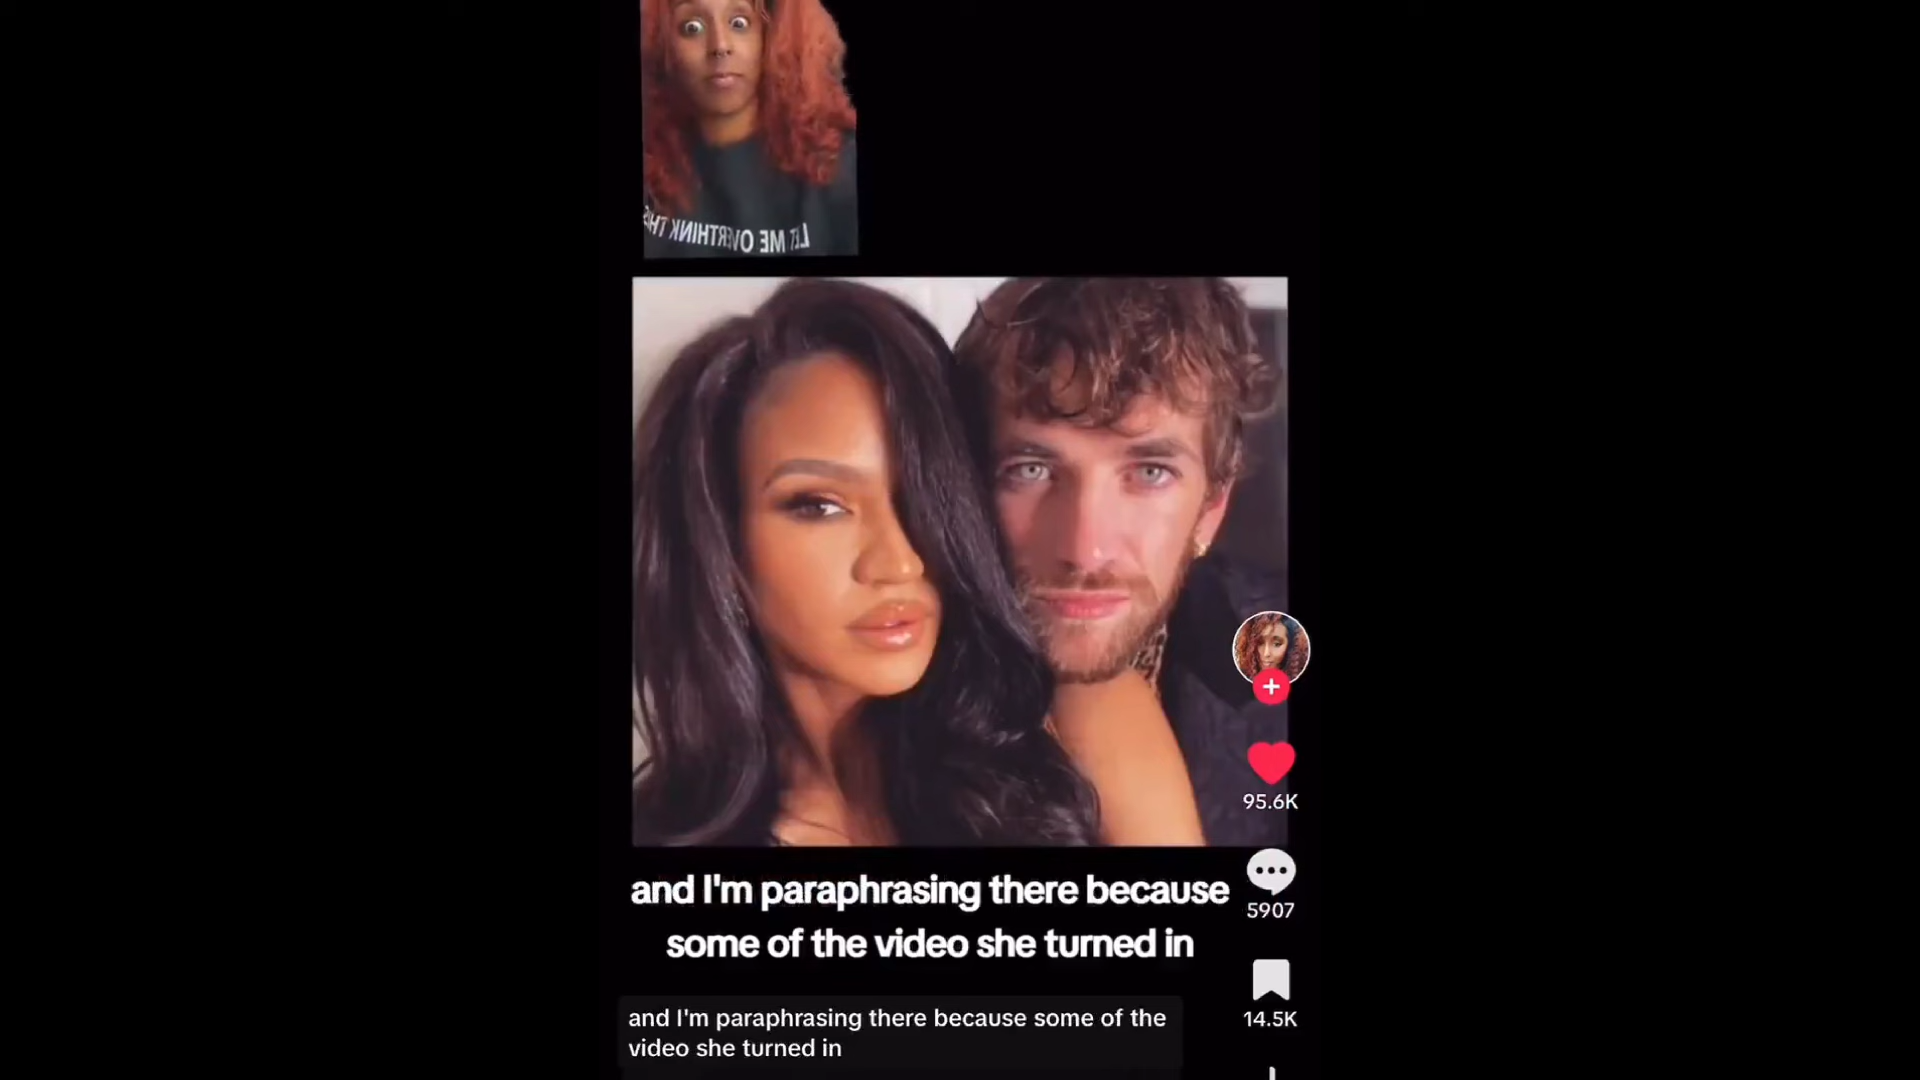 LET ME OVERTHINK THIS
and I'm paraphrasing there because
some of the video she turned in
95.6K
5907
14.5K
and I'm paraphrasing there because some of the
video she turned in